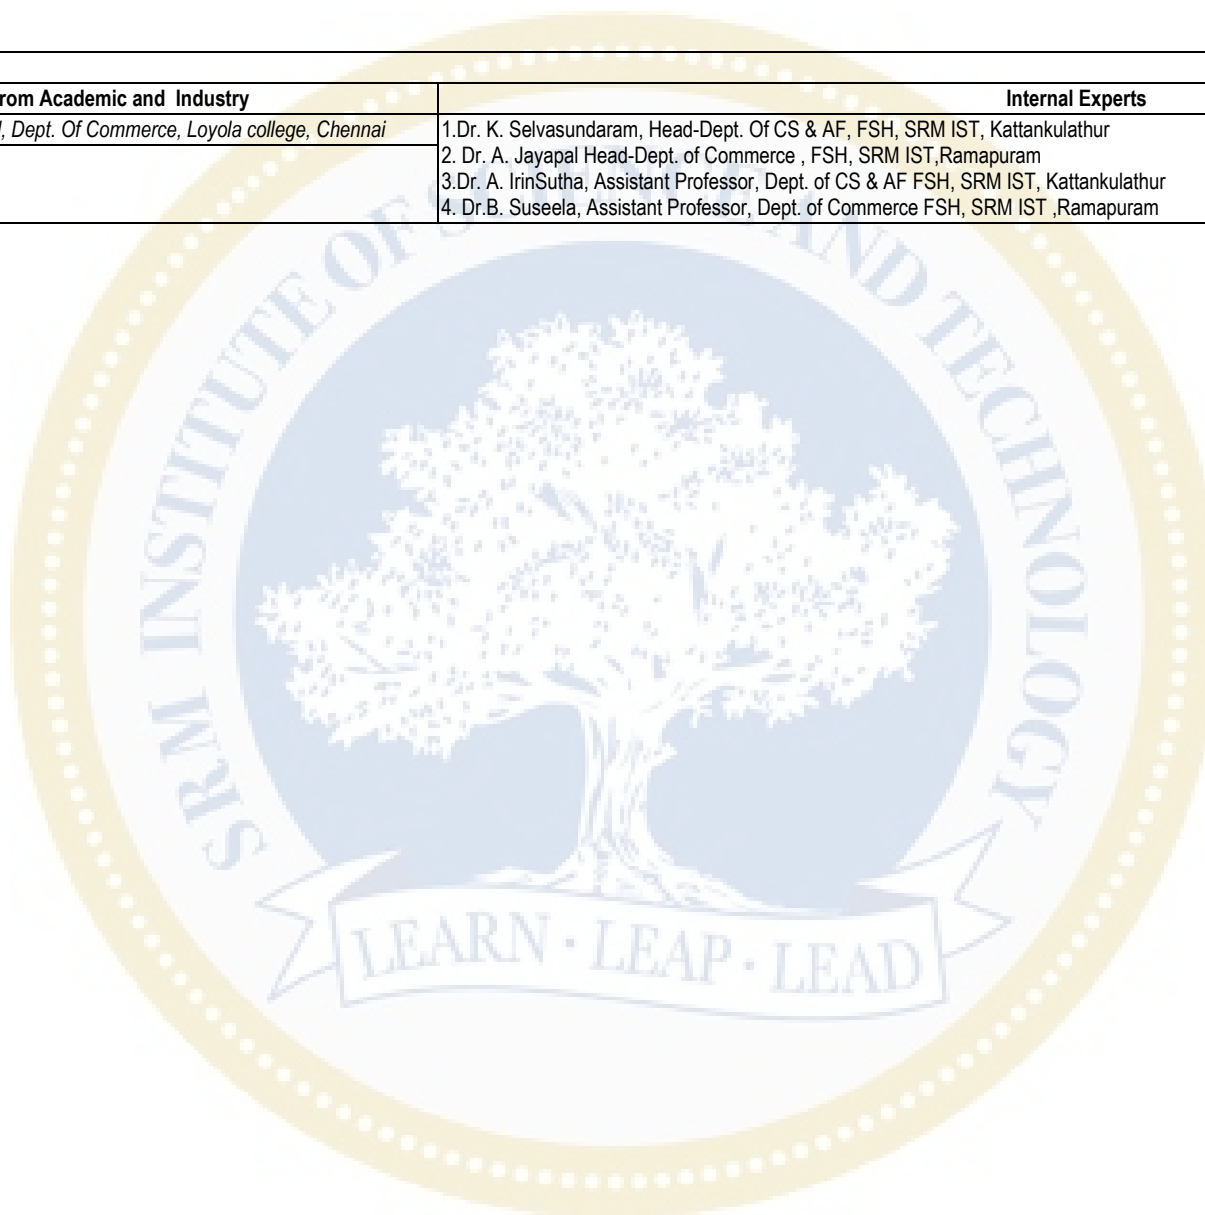 rom Academic and Industry
Internal Experts
, Dept. Of Commerce, Loyola college, Chennai
1.Dr. K. Selvasundaram, Head-Dept. Of CS & AF, FSH, SRM IST, Kattankulathur
2. Dr. A. Jayapal Head-Dept. of Commerce , FSH, SRM IST,Ramapuram
3.Dr. A. IrinSutha, Assistant Professor, Dept. of CS & AF FSH, SRM IST, Kattankulathur
4. Dr.B. Suseela, Assistant Professor, Dept. of Commerce FSH, SRM IST ,Ramapuram
SRM INSTITUTE OF SCIENCE AND TECHNOLOGY
LEARN · LEAP · LEAD